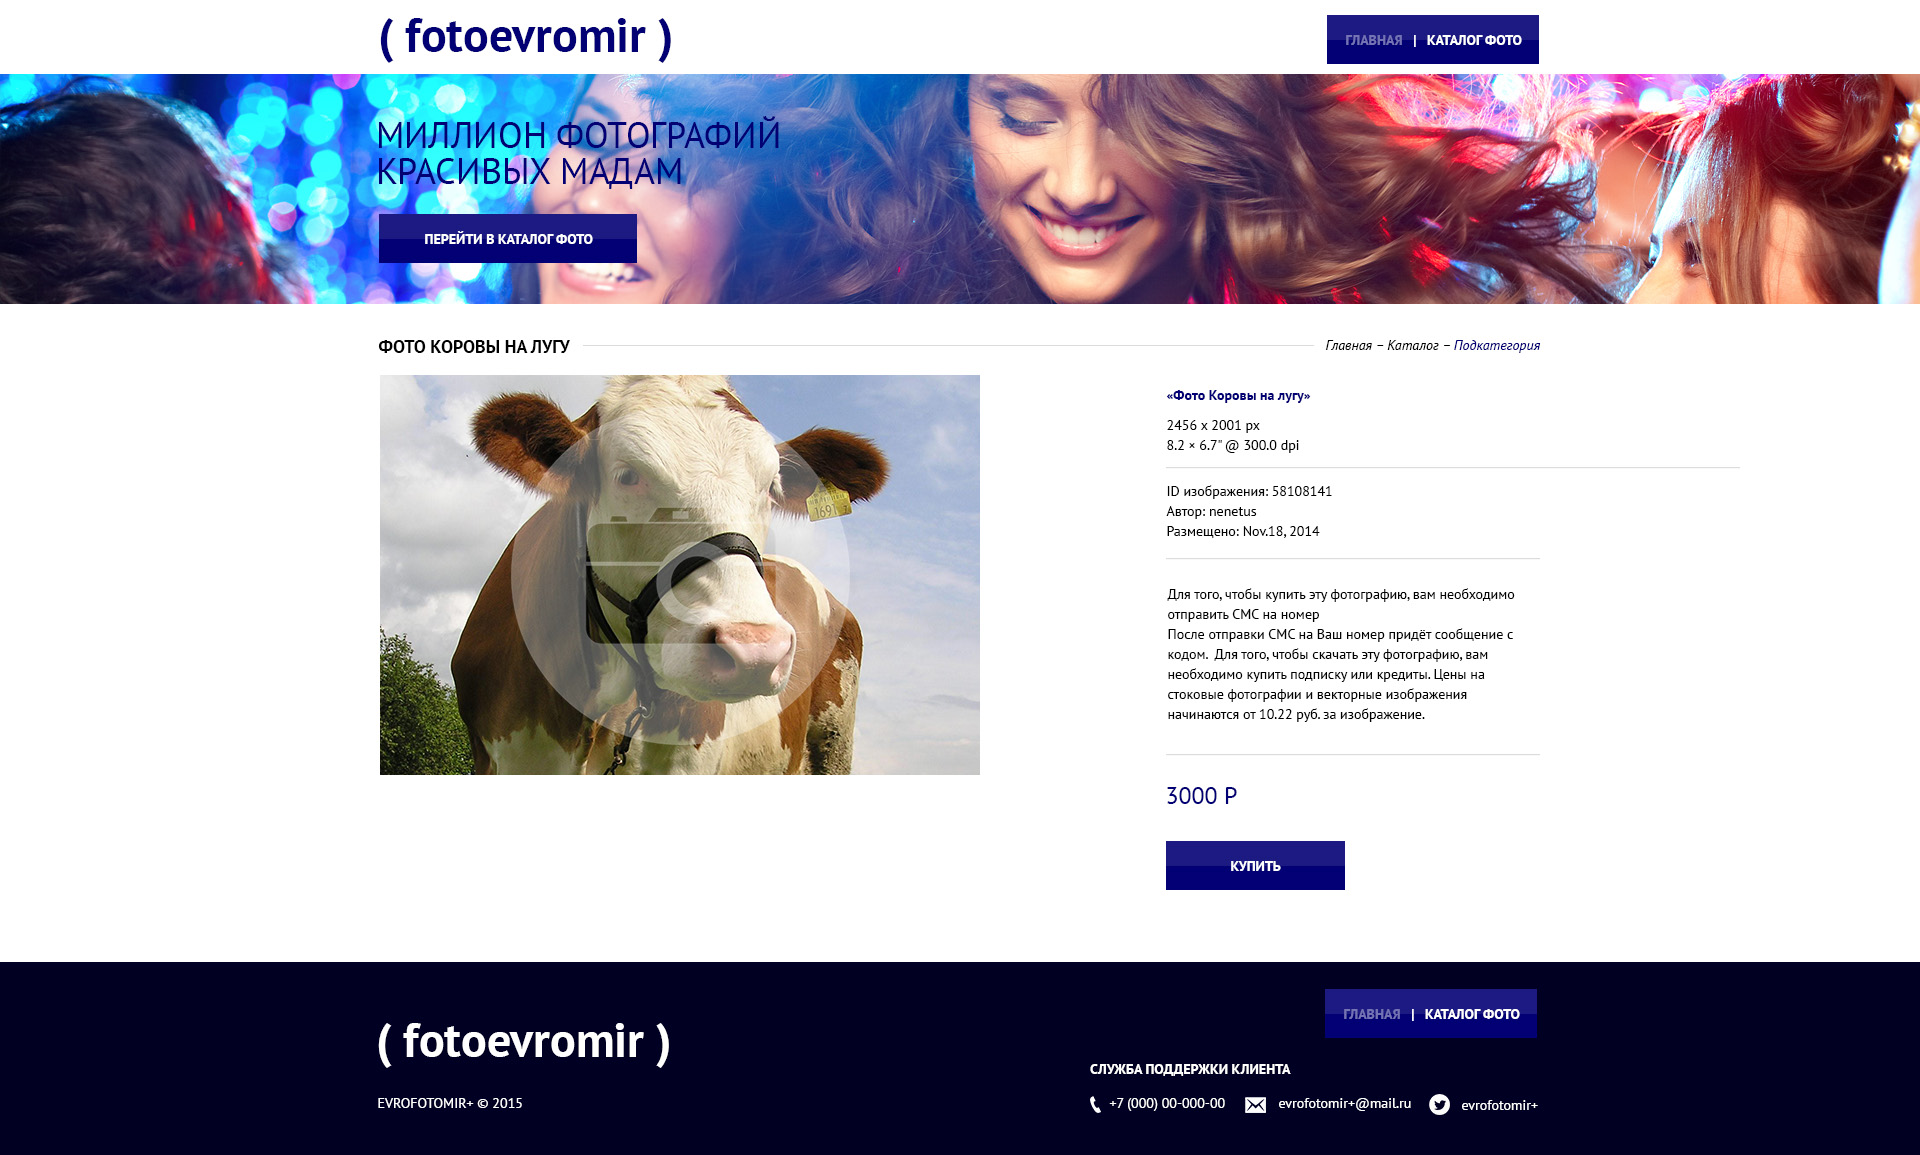 ( fotoevromir )
ГЛАВНАЯ | КАТАЛОГ ФОТО
МИЛЛИОН ФОТОГРАФИЙ
КРАСИВЫХ МАДАМ
ПЕРЕЙТИ В КАТАЛОГ ФОТО
ФОТО КОРОВЫ НА ЛУГУ
Главная – Каталог – Подкатегория
1691
«Фото Коровы на лугу»
2456 x 2001 px
8.2 × 6.7" @ 300.0 dpi
ID изображения: 58108141
Автор: nenetus
Размещено: Nov.18, 2014
Для того, чтобы купить эту фотографию, вам необходимо
отправить СМС на номер
После отправки СМС на Ваш номер придёт сообщение с
кодом.  Для того, чтобы скачать эту фотографию, вам
необходимо купить подписку или кредиты. Цены на
стоковые фотографии и векторные изображения
начинаются от 10.22 руб. за изображение.
3000 Р
КУПИТЬ
( fotoevromir )
EVROFOTOMIR+ © 2015
ГЛАВНАЯ | КАТАЛОГ ФОТО
СЛУЖБА ПОДДЕРЖКИ КЛИЕНТА
+7 (000) 00-000-00 evrofotomir+@mail.ru evrofotomir+